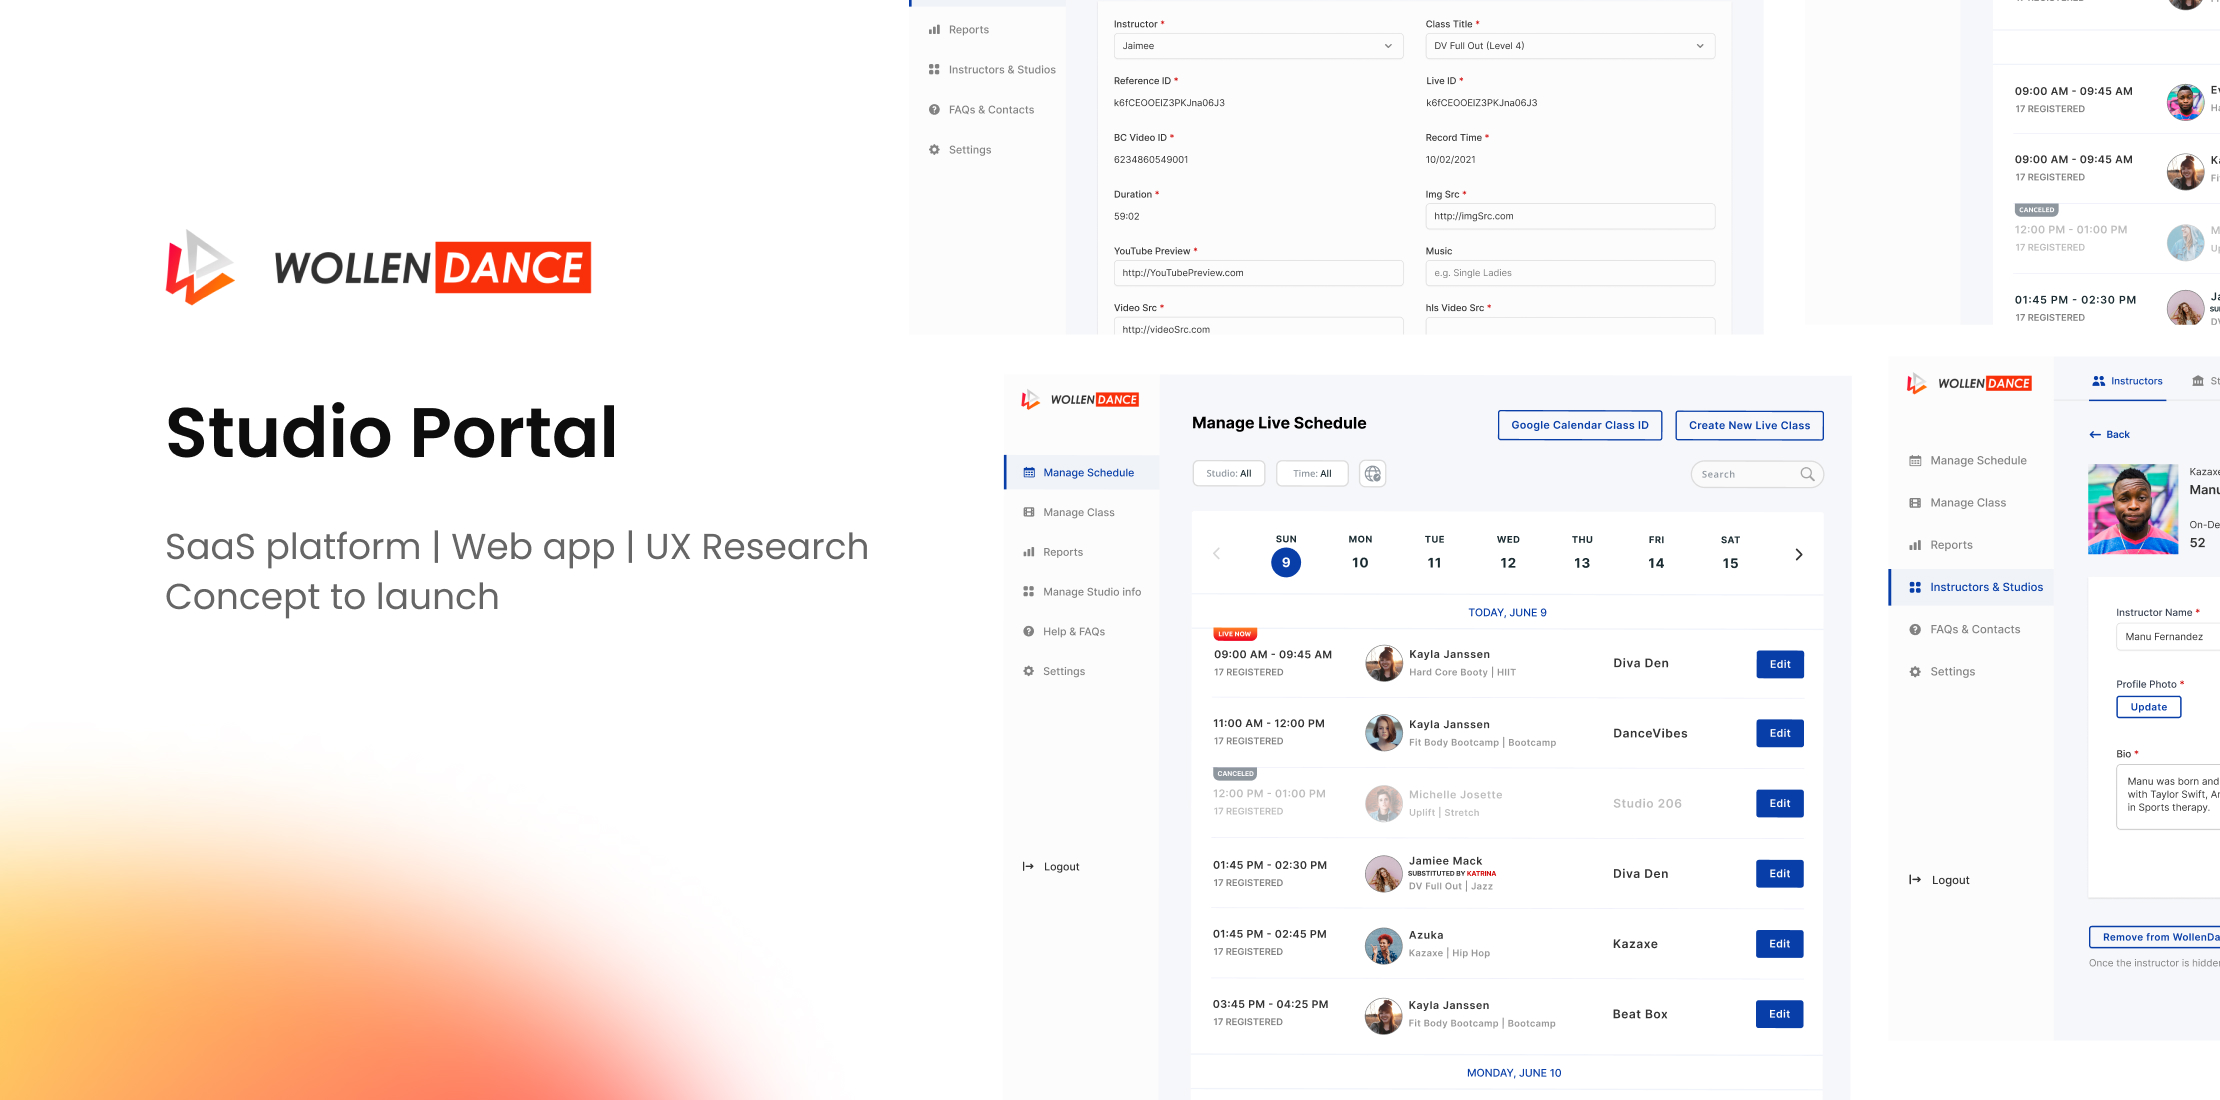 WOLLEN DANCE
Studio Portal
SaaS platform | Web app | UX Research
Concept to launch
Reports
Instructors & Studios
FAQs & Contacts
Settings
Instructor *
Class Title *
Jaimee
DV Full Out (Level 4)
Reference ID *
Live ID *
k6fCEOOEIZ3PKJna06J3
k6fCEOOEIZ3PKJna06J3
BC Video ID *
Record Time *
6234860549001
10/02/2021
Duration *
Img Src *
59:02
http://imgSrc.com
YouTube Preview *
Music
http://YouTubePreview.com
e.g. Single Ladies
Video Src *
hls Video Src *
http://videoSrc.com
09:00 AM - 09:45 AM
17 REGISTERED
09:00 AM - 09:45 AM
17 REGISTERED
CANCELED
12:00 PM - 01:00 PM
17 REGISTERED
01:45 PM - 02:30 PM
17 REGISTERED
WOLLEN DANCE
Manage Schedule
Manage Class
Reports
Manage Studio info
Help & FAQs
Settings
Logout
Manage Live Schedule
Google Calendar Class ID
Create New Live Class
Studio: All
Time: All
Search
SUN MON TUE WED THU FRI SAT
9 10 11 12 13 14 15
TODAY, JUNE 9
LIVE NOW
09:00 AM - 09:45 AM
17 REGISTERED
Kayla Janssen
Hard Core Booty | HIIT
Diva Den
Edit
11:00 AM - 12:00 PM
17 REGISTERED
Kayla Janssen
Fit Body Bootcamp | Bootcamp
DanceVibes
Edit
CANCELED
12:00 PM - 01:00 PM
17 REGISTERED
Michelle Josette
Uplift | Stretch
Studio 206
Edit
01:45 PM - 02:30 PM
17 REGISTERED
Jamiee Mack
SUBSTITUTED BY KATRINA
DV Full Out | Jazz
Diva Den
Edit
01:45 PM - 02:45 PM
17 REGISTERED
Azuka
Kazaxe | Hip Hop
Kazaxe
Edit
03:45 PM - 04:25 PM
17 REGISTERED
Kayla Janssen
Fit Body Bootcamp | Bootcamp
Beat Box
Edit
MONDAY, JUNE 10
WOLLEN DANCE
Manage Schedule
Manage Class
Reports
Instructors & Studios
FAQs & Contacts
Settings
Logout
Instructors
Back
Kazaxe
Manu
On-De
52
Instructor Name *
Manu Fernandez
Profile Photo *
Update
Bio *
Manu was born and
with Taylor Swift, Ar
in Sports therapy.
Remove from WollenDa
Once the instructor is hidden